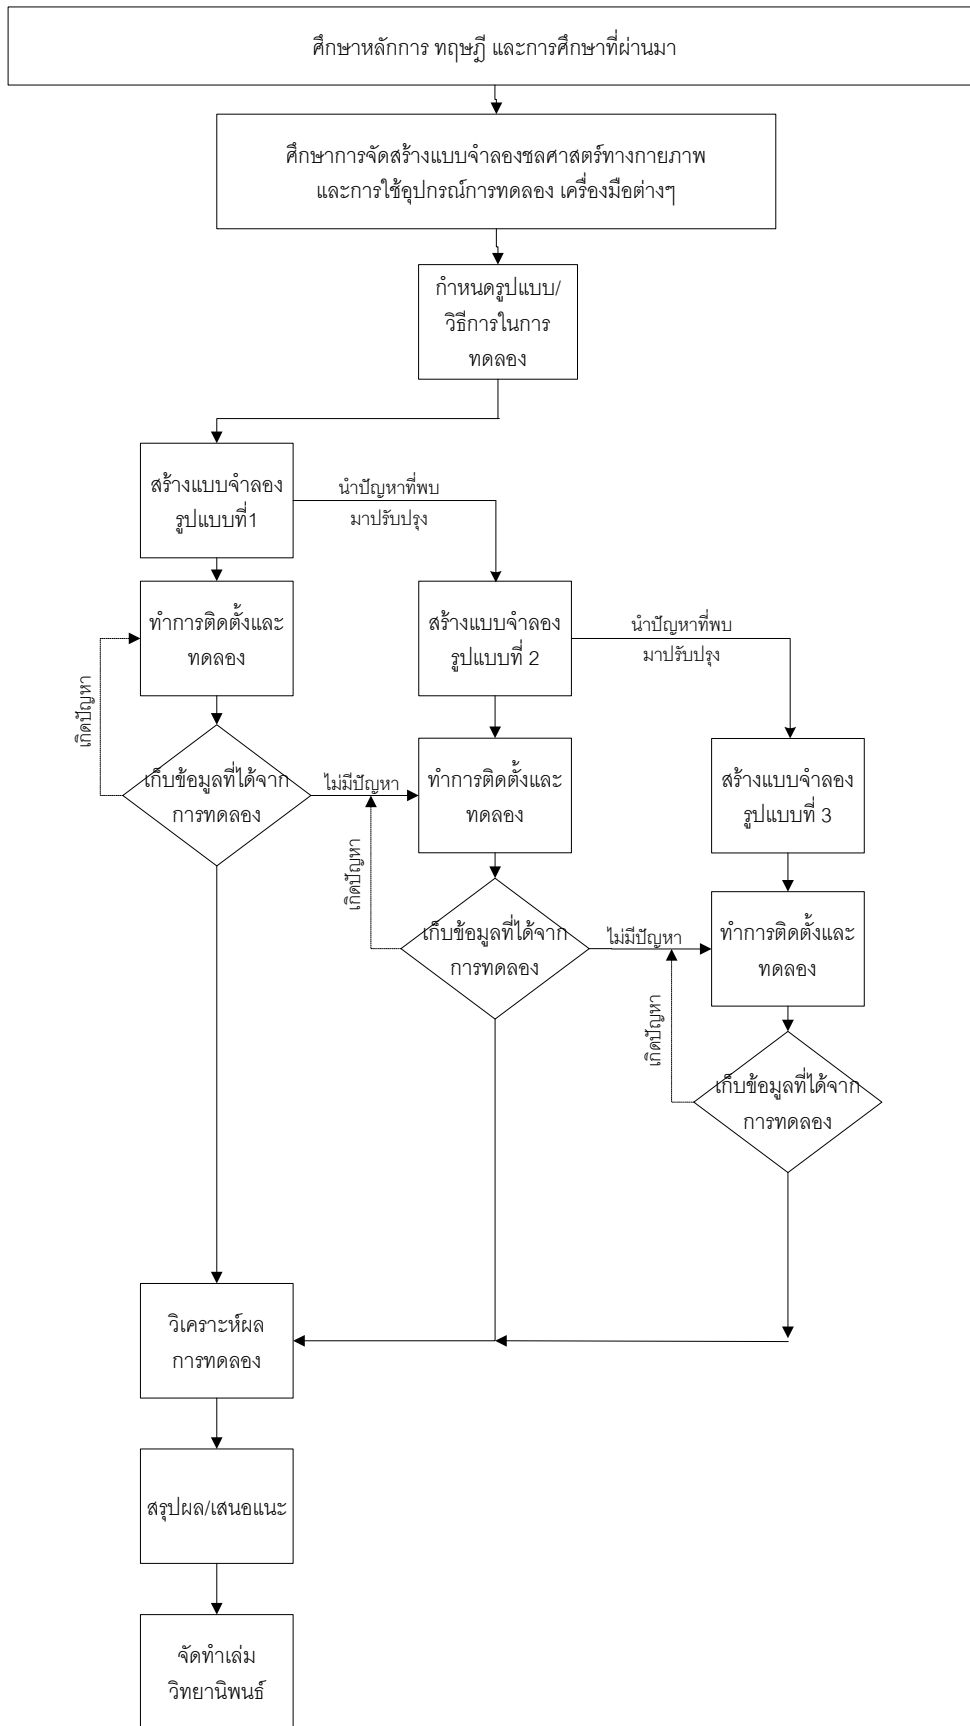 ศึกษาหลักการ ทฤษฎี และการศึกษาที่ผ่านมา
ศึกษาการจัดสร้างแบบจำลองชลศาสตร์ทางกายภาพ
และการใช้อุปกรณ์การทดลอง เครื่องมือต่างๆ
กำหนดรูปแบบ/
วิธีการในการ
ทดลอง
สร้างแบบจำลอง
รูปแบบที่1
นำปัญหาที่พบ
มาปรับปรุง
ทำการติดตั้งและ
ทดลอง
เกิดปัญหา
สร้างแบบจำลอง
รูปแบบที่ 2
นำปัญหาที่พบ
มาปรับปรุง
เก็บข้อมูลที่ได้จาก
การทดลอง
ไม่มีปัญหา
ทำการติดตั้งและ
ทดลอง
เกิดปัญหา
สร้างแบบจำลอง
รูปแบบที่ 3
เก็บข้อมูลที่ได้จาก
การทดลอง
ไม่มีปัญหา
ทำการติดตั้งและ
ทดลอง
เกิดปัญหา
เก็บข้อมูลที่ได้จาก
การทดลอง
วิเคราะห์ผล
การทดลอง
สรุปผล/เสนอแนะ
จัดทำเล่ม
วิทยานิพนธ์